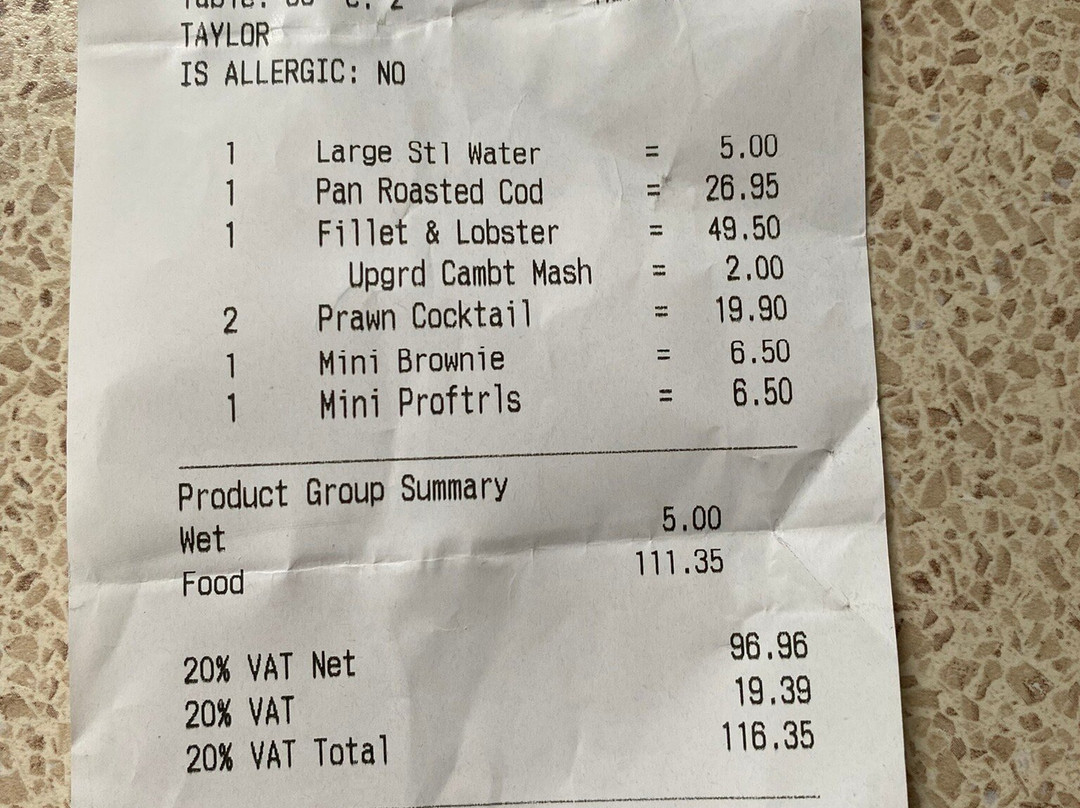 TAYLOR
IS ALLERGIC: NO
1 Large Stl Water = 5.00
1 Pan Roasted Cod = 26.95
1 Fillet & Lobster = 49.50
Upgrd Cambt Mash = 2.00
2 Prawn Cocktail = 19.90
1 Mini Brownie = 6.50
1 Mini Proftrls = 6.50
Product Group Summary
Wet 5.00
Food 111.35
20% VAT Net 96.96
20% VAT 19.39
20% VAT Total 116.35